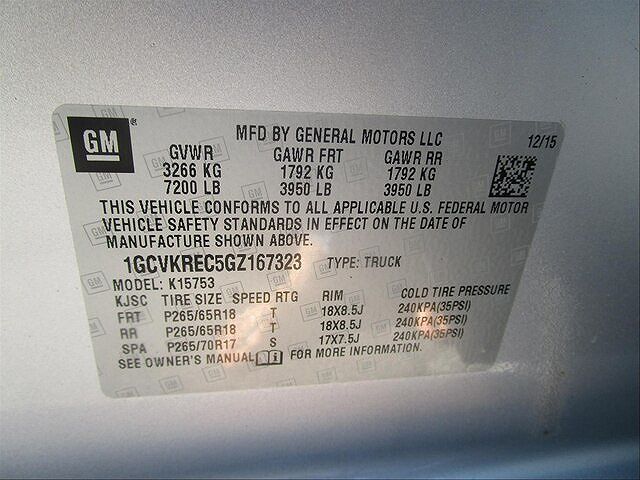 GM
MFD BY GENERAL MOTORS LLC
12/15
GVWR GAWR FRT GAWR RR
3266 KG 1792 KG 1792 KG
7200 LB 3950 LB 3950 LB
THIS VEHICLE CONFORMS TO ALL APPLICABLE U.S. FEDERAL MOTOR
VEHICLE SAFETY STANDARDS IN EFFECT ON THE DATE OF
MANUFACTURE SHOWN ABOVE.
1GCVKREC5GZ167323 TYPE: TRUCK
MODEL: K15753
KJSC TIRE SIZE SPEED RTG RIM COLD TIRE PRESSURE
FRT P265/65R18 T 18X8.5J 240KPA(35PSI)
RR P265/65R18 T 18X8.5J 240KPA(35PSI)
SPA P265/70R17 S 17X7.5J 240KPA(35PSI)
SEE OWNER'S MANUAL FOR MORE INFORMATION.